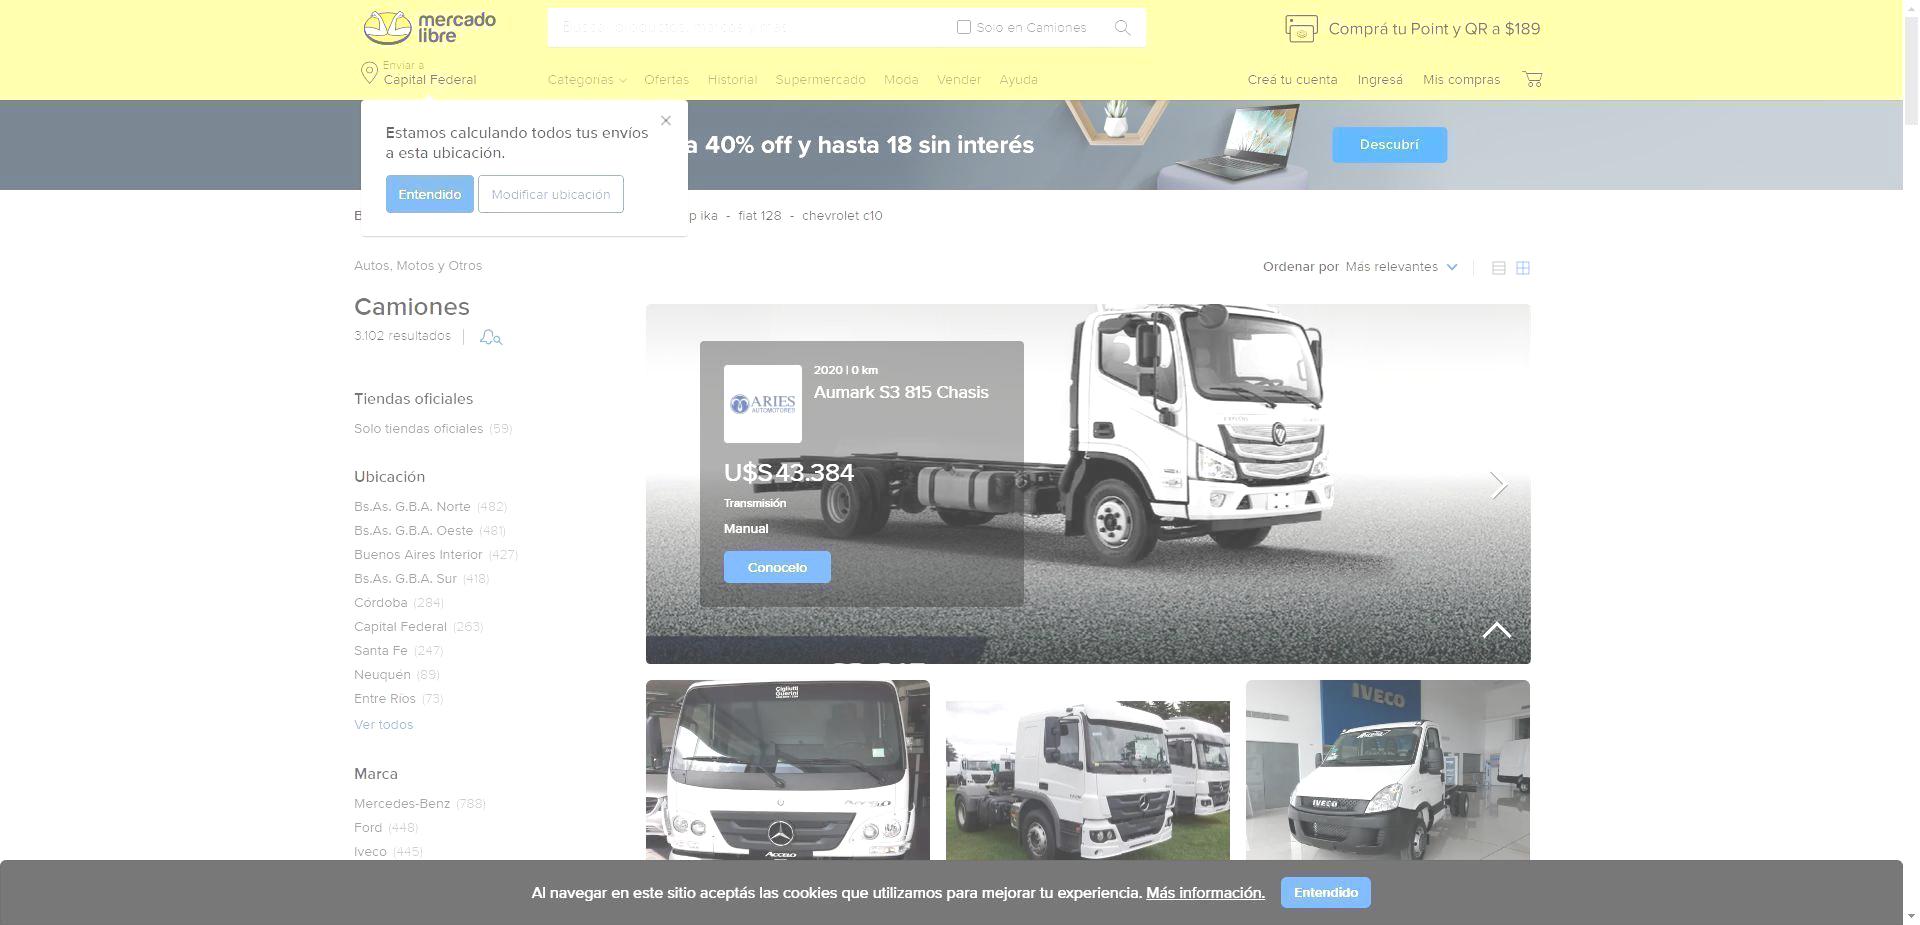 mercado
libre
Buscar productos, marcas y más...
Solo en Camiones
Comprá tu Point y QR a $189
Enviar a
Capital Federal
Categorías
Ofertas
Historial
Supermercado
Moda
Vender
Ayuda
Creá tu cuenta
Ingresá
Mis compras
Estamos calculando todos tus envíos
a esta ubicación.
Entendido
Modificar ubicación
a 40% off y hasta 18 sin interés
Descubrí
p ika - fiat 128 - chevrolet c10
Autos, Motos y Otros
Ordenar por Más relevantes
Camiones
3.102 resultados
Tiendas oficiales
Solo tiendas oficiales (59)
Ubicación
Bs.As. G.B.A. Norte (482)
Bs.As. G.B.A. Oeste (481)
Buenos Aires Interior (427)
Bs.As. G.B.A. Sur (418)
Córdoba (284)
Capital Federal (263)
Santa Fe (247)
Neuquén (89)
Entre Ríos (73)
Ver todos
Marca
Mercedes-Benz (788)
Ford (448)
Iveco (445)
ARIES
AUTOMOTORES
2020 | 0 km
Aumark S3 815 Chasis
U$S 43.384
Transmisión
Manual
Conocelo
Cigliutti
Guerini
Accelo
ACCELO
IVECO
IVECO
Al navegar en este sitio aceptás las cookies que utilizamos para mejorar tu experiencia. Más información.
Entendido